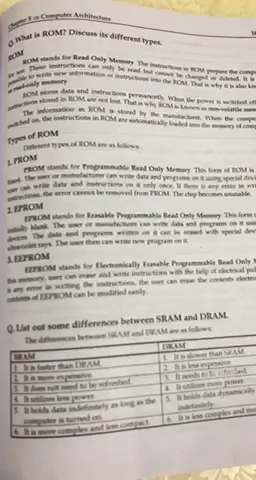 Chapter 8 Computer Architecture
Q. What is ROM? Discuss its different types.
ROM
ROM stands for Read Only Memory. The instructions in ROM prepare the comp
for use. These instructions can only be read but cannot be changed or deleted. It is
possible to write new information or instructions into the ROM. That is why it is also
read-only memory.
ROM stores data and instructions permanently. When the power is switched off
instructions stored in ROM are not lost. That is why ROM is known as non-volatile
The information in ROM is stored by the manufacturer. When the comput
switched on, the instructions in ROM are automatically loaded into the memory of comp
Types of ROM
Different types of ROM are as follows:
1. PROM
PROM stands for Programmable Read Only Memory. This form of ROM is
The user or manufacturer can write data and programs on it using special devi
user can write data and instructions on it only once. If there is any error in wri
instructions, the error cannot be removed from PROM. The chip becomes unusable.
2. EPROM
EPROM stands for Erasable Programmable Read Only Memory. This form
initially blank. The user or manufacturer can write data and programs on it
devices. The data and programs written on it can be erased with special devi
ultraviolet rays. The user then can write new program on it.
3. EEPROM
EEPROM stands for Electronically Erasable Programmable Read Only
this memory, user can erase and write instructions with the help of electrical pul
any error in writing the instructions, the user can erase the contents electro
contents of EEPROM can be modified easily.
Q. List out some differences between SRAM and DRAM.
The differences between SRAM and DRAM are as follows:
SRAM DRAM
1. It is faster than DRAM. 1. It is slower than SRAM.
2. It is more expensive. 2. It is less expensive.
3. It does not need to be refreshed. 3. It needs to be refreshed.
4. It utilizes less power. 4. It utilizes more power.
5. It holds data indefinitely as long as the 5. It holds data dynamically
computer is turned on. indefinitely.
6. It is more complex and less compact. 6. It is less complex and